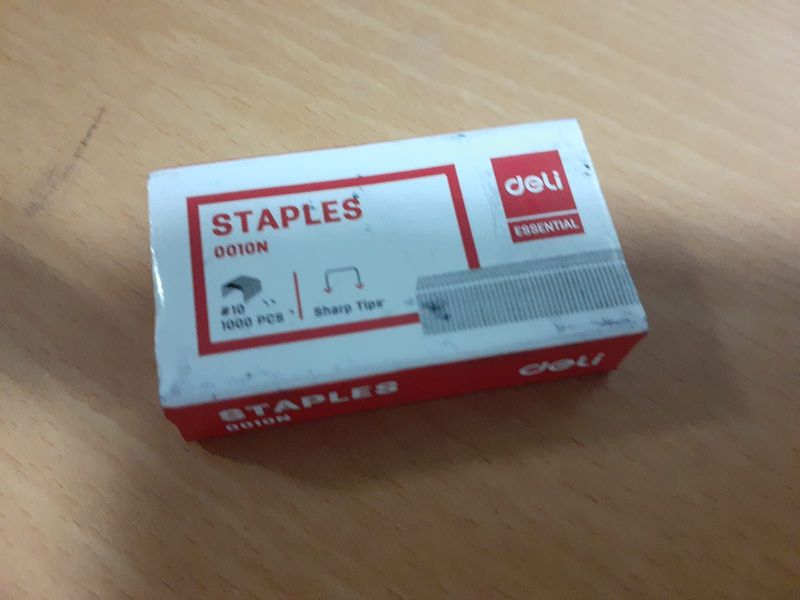 STAPLES
0010N
#10
1000 PCS
Sharp Tips
deli
ESSENTIAL
STAPLES
0010N
deli